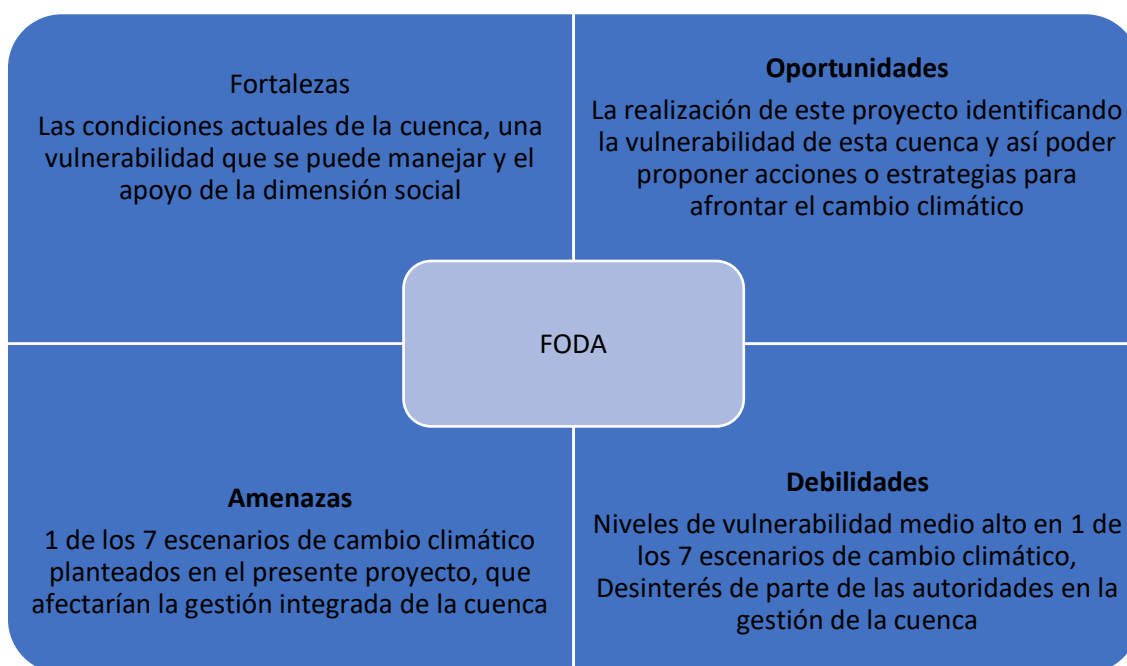 Fortalezas
Las condiciones actuales de la cuenca, una
vulnerabilidad que se puede manejar y el
apoyo de la dimensión social
Oportunidades
La realización de este proyecto identificando
la vulnerabilidad de esta cuenca y así poder
proponer acciones o estrategias para
afrontar el cambio climático
FODA
Amenazas
1 de los 7 escenarios de cambio climático
planteados en el presente proyecto, que
afectarían la gestión integrada de la cuenca
Debilidades
Niveles de vulnerabilidad medio alto en 1 de
los 7 escenarios de cambio climático,
Desinterés de parte de las autoridades en la
gestión de la cuenca